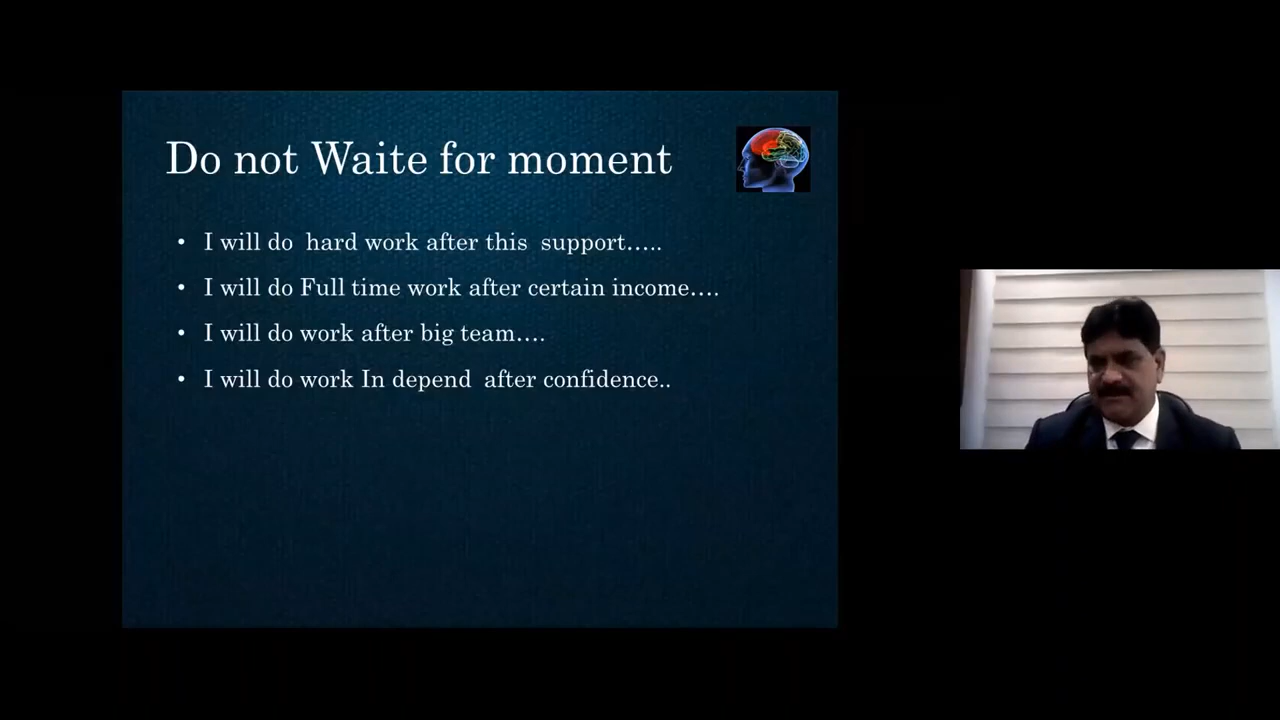 Do not Waite for moment
• I will do hard work after this support…..
• I will do Full time work after certain income….
• I will do work after big team….
• I will do work In depend after confidence..